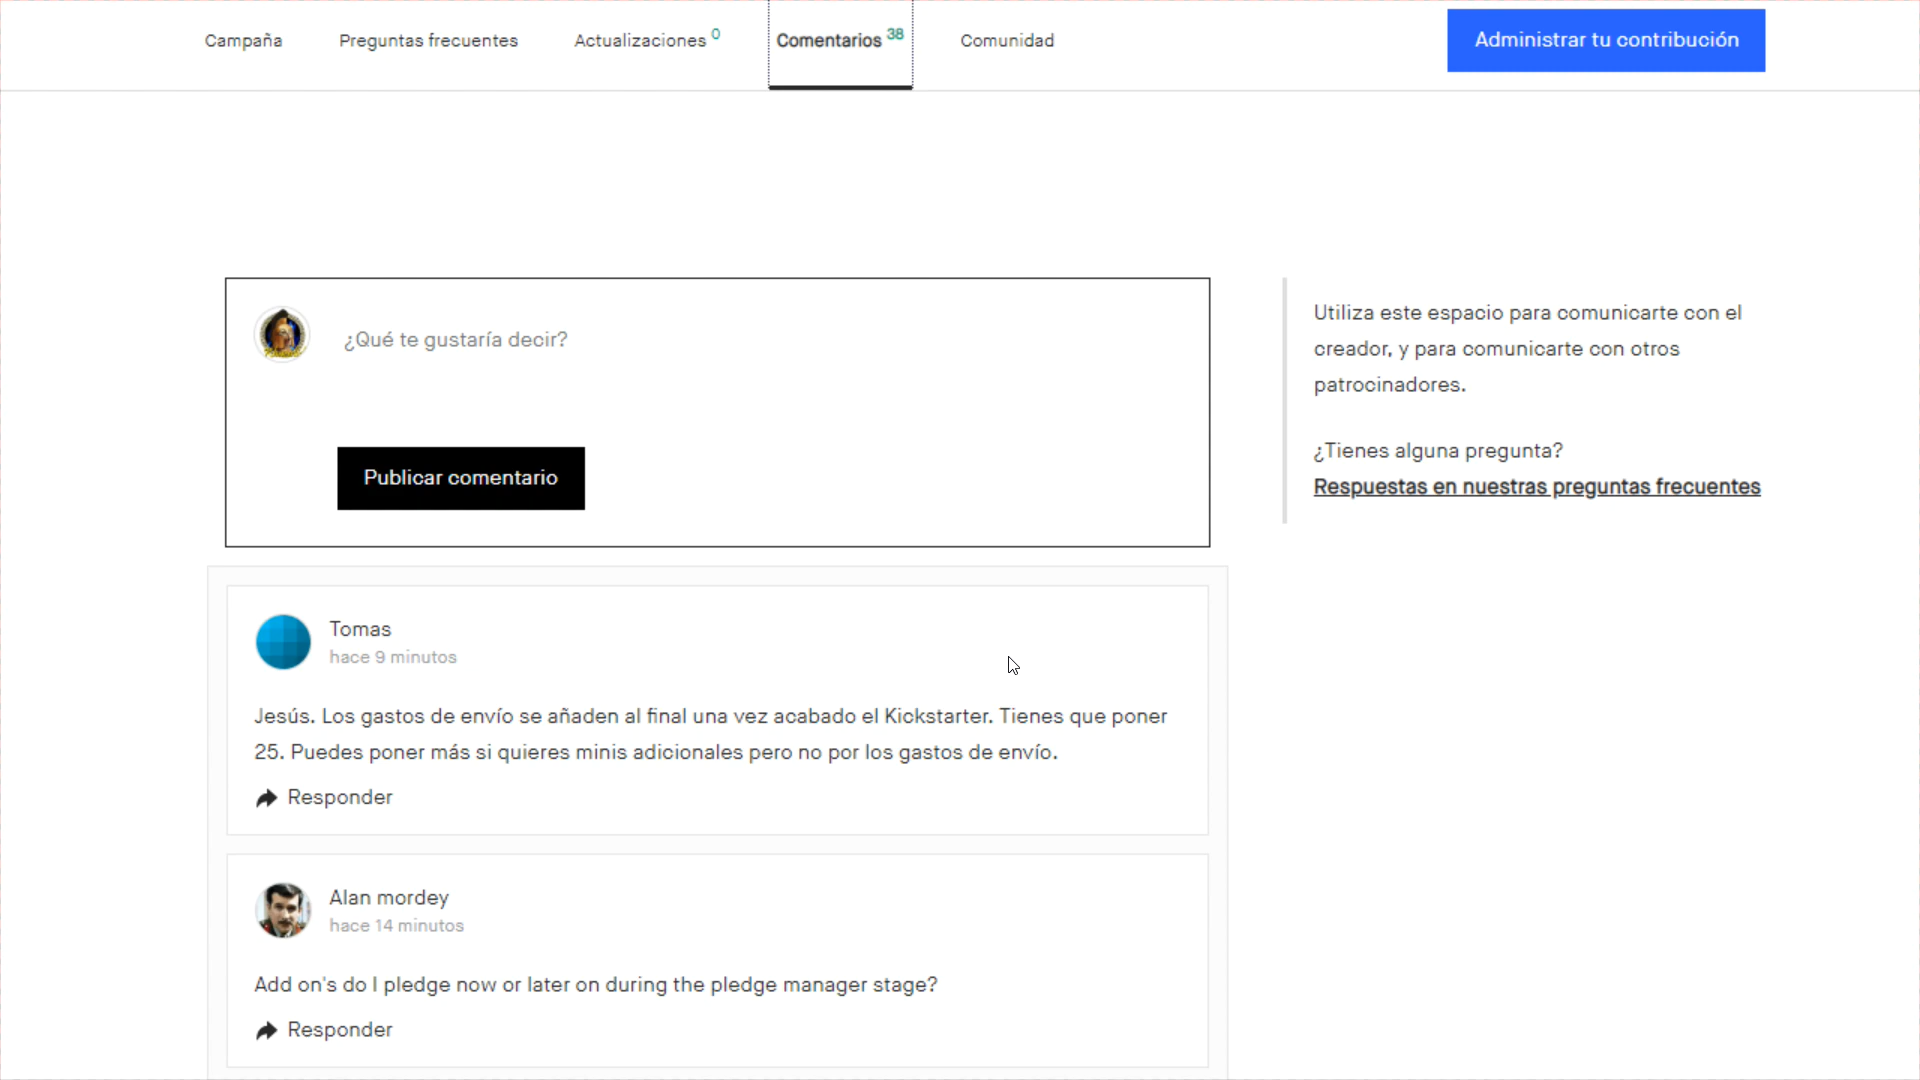 Campaña
Preguntas frecuentes
Actualizaciones 0
Comentarios 38
Comunidad
Administrar tu contribución
¿Qué te gustaría decir?
Publicar comentario
Utiliza este espacio para comunicarte con el
creador, y para comunicarte con otros
patrocinadores.
¿Tienes alguna pregunta?
Respuestas en nuestras preguntas frecuentes
Tomas
hace 9 minutos
Jesús. Los gastos de envío se añaden al final una vez acabado el Kickstarter. Tienes que poner
25. Puedes poner más si quieres minis adicionales pero no por los gastos de envío.
Responder
Alan mordey
hace 14 minutos
Add on's do I pledge now or later on during the pledge manager stage?
Responder